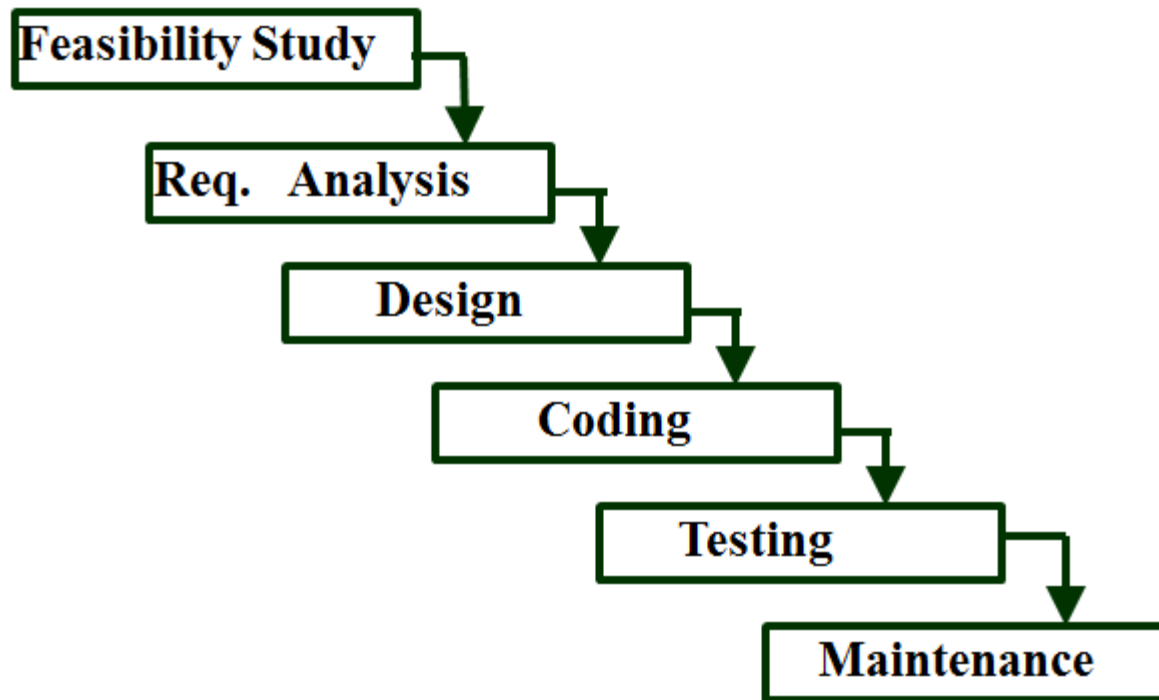 Feasibility Study
Req. Analysis
Design
Coding
Testing
Maintenance